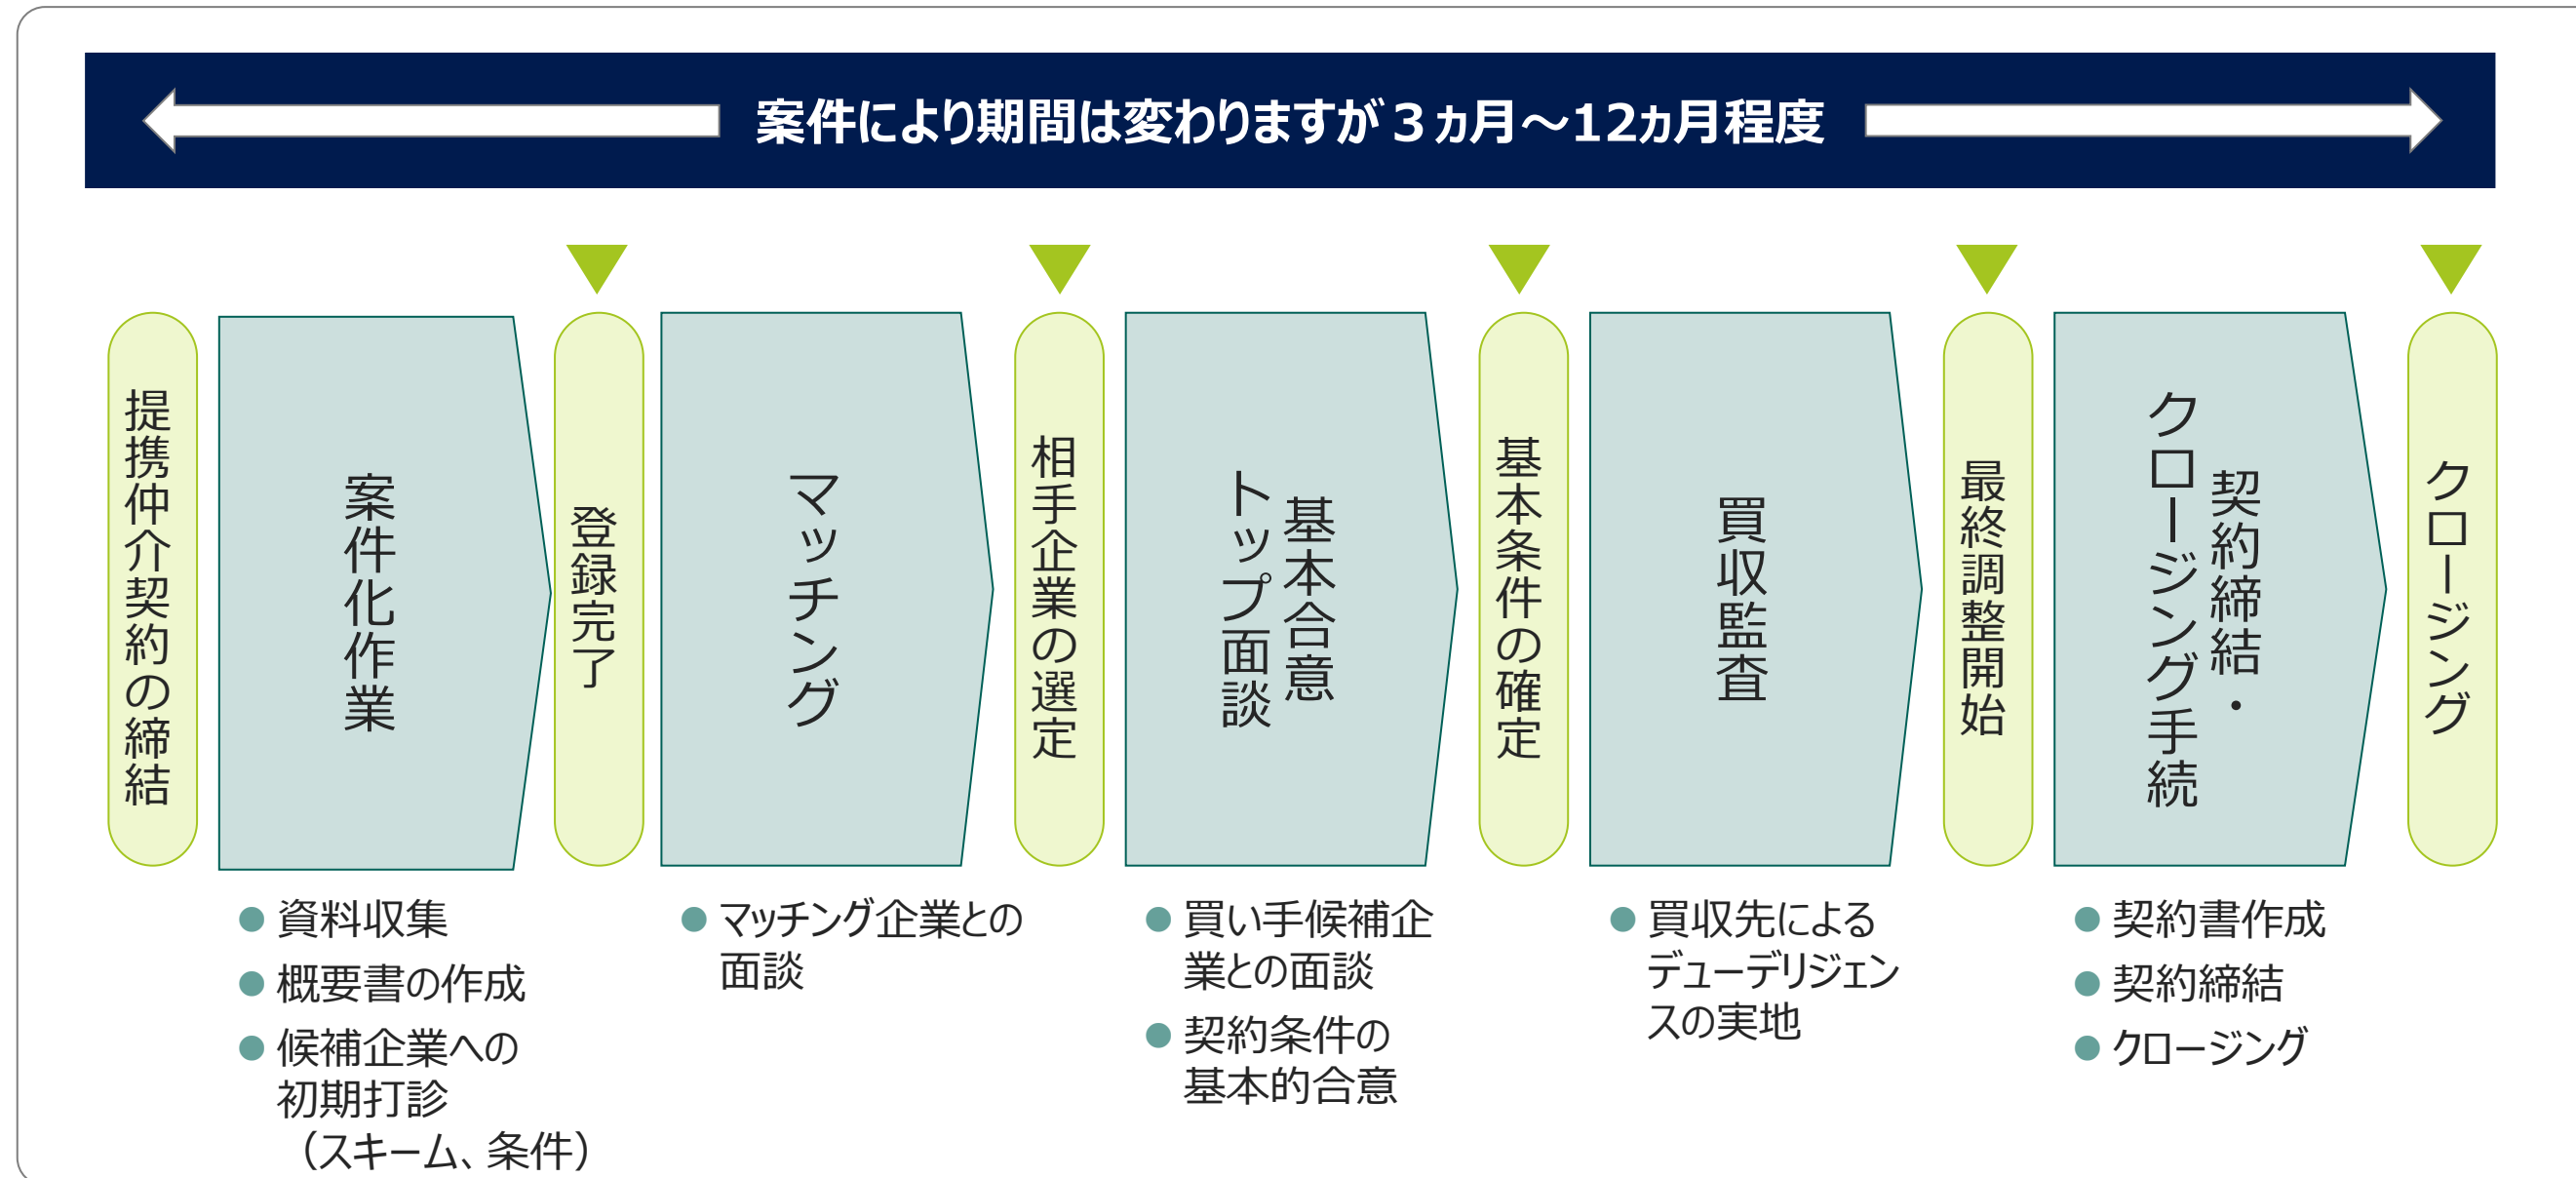 案件により期間は変わりますが３ヵ月～12ヵ月程度
提携仲介契約の締結
案件化作業
登録完了
マッチング
相手企業の選定
基本合意
トップ面談
基本条件の確定
買収監査
最終調整開始
契約締結・
クロージング手続
クロージング
●資料収集
●概要書の作成
●候補企業への
初期打診
（スキーム、条件）
●マッチング企業との
面談
●買い手候補企
業との面談
●契約条件の
基本的合意
●買収先による
デューデリジェン
スの実地
●契約書作成
●契約締結
●クロージング